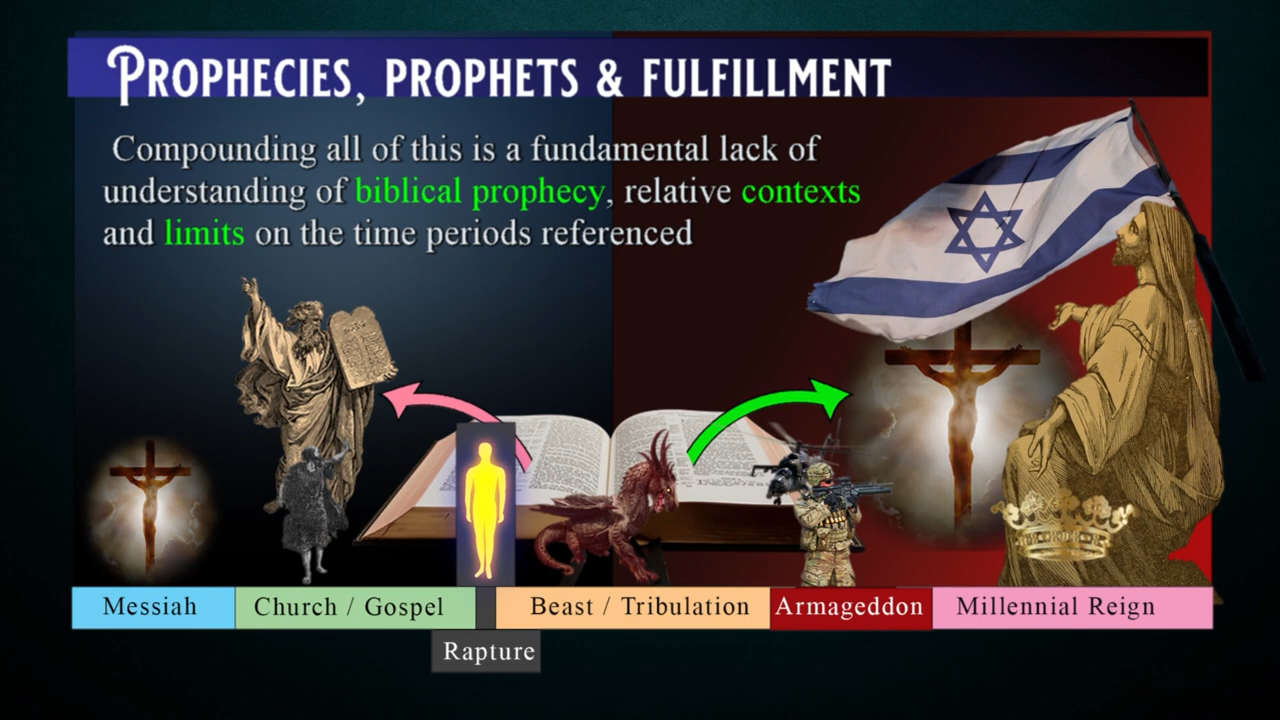 PROPHECIES, PROPHETS & FULFILLMENT
Compounding all of this is a fundamental lack of
understanding of biblical prophecy, relative contexts
and limits on the time periods referenced
Messiah
Church / Gospel
Beast / Tribulation
Armageddon
Millennial Reign
Rapture